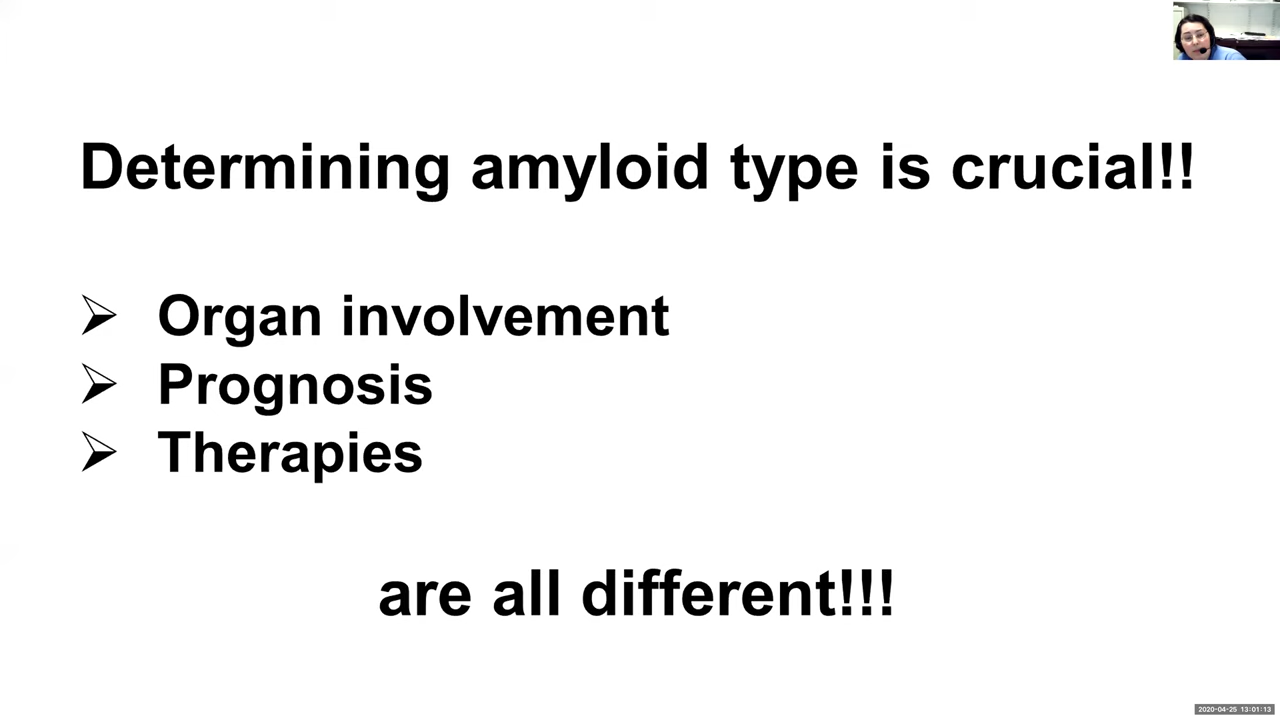 Determining amyloid type is crucial!!
Organ involvement
Prognosis
Therapies
are all different!!!
2020-04-25 13:01:13